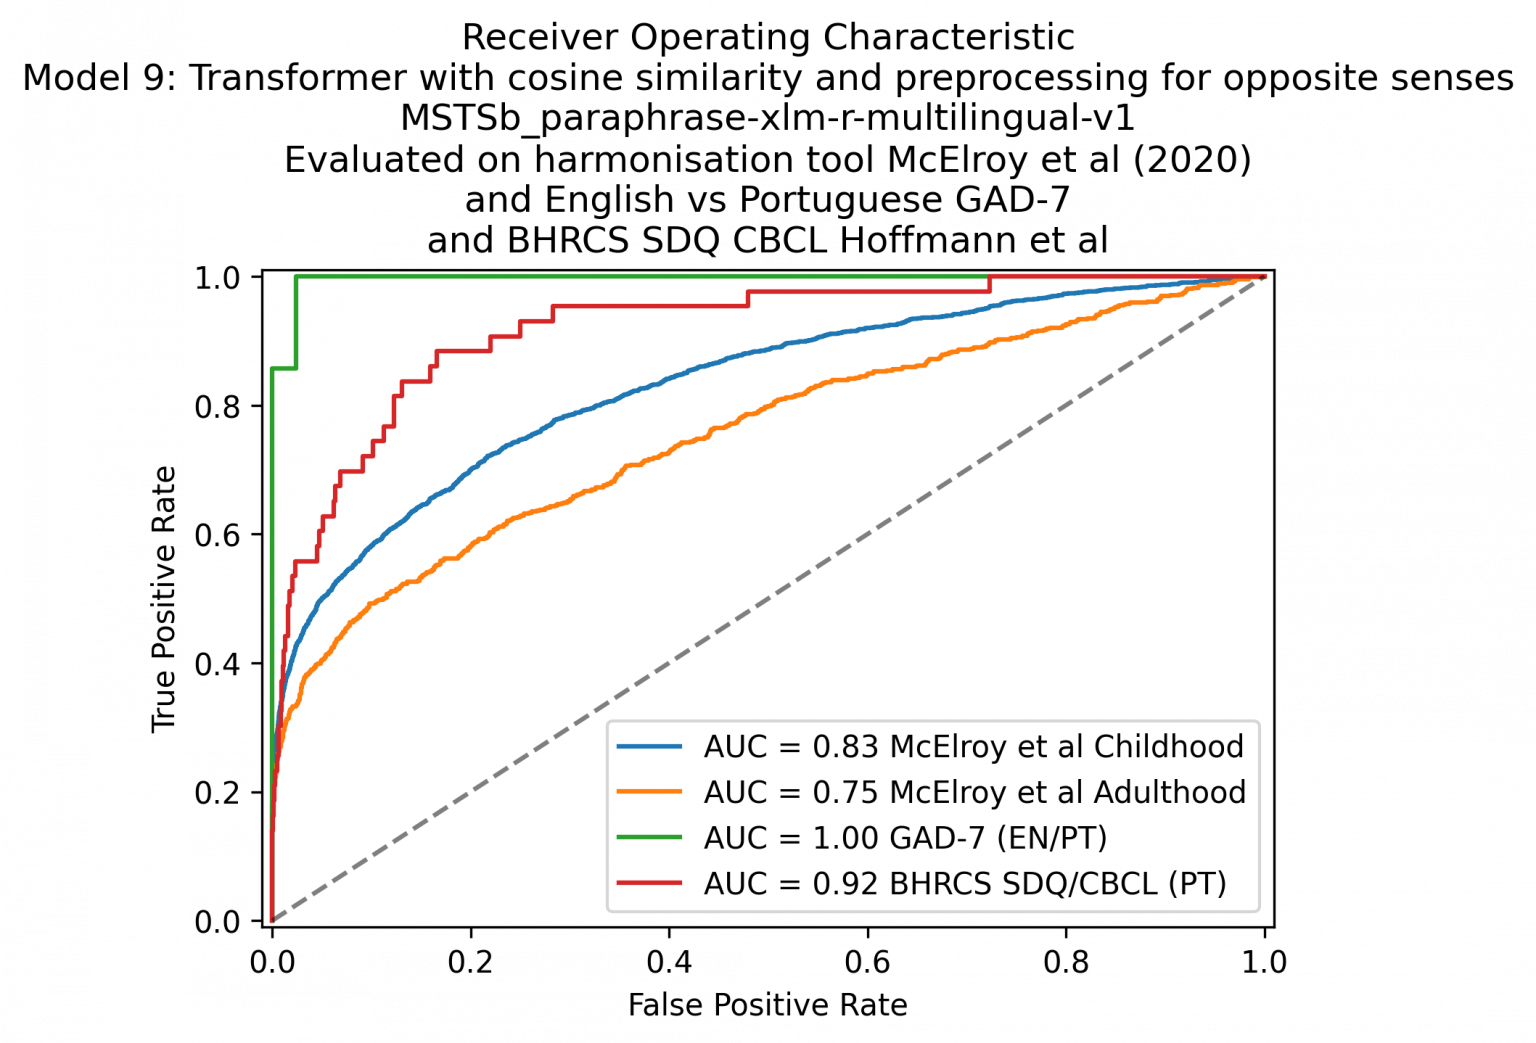 Receiver Operating Characteristic
Model 9: Transformer with cosine similarity and preprocessing for opposite senses
MSTSb_paraphrase-xlm-r-multilingual-v1
Evaluated on harmonisation tool McElroy et al (2020)
and English vs Portuguese GAD-7
and BHRCS SDQ CBCL Hoffmann et al
True Positive Rate
1.0
0.8
0.6
0.4
0.2
0.0
AUC = 0.83 McElroy et al Childhood
AUC = 0.75 McElroy et al Adulthood
AUC = 1.00 GAD-7 (EN/PT)
AUC = 0.92 BHRCS SDQ/CBCL (PT)
0.0 0.2 0.4 0.6 0.8 1.0
False Positive Rate